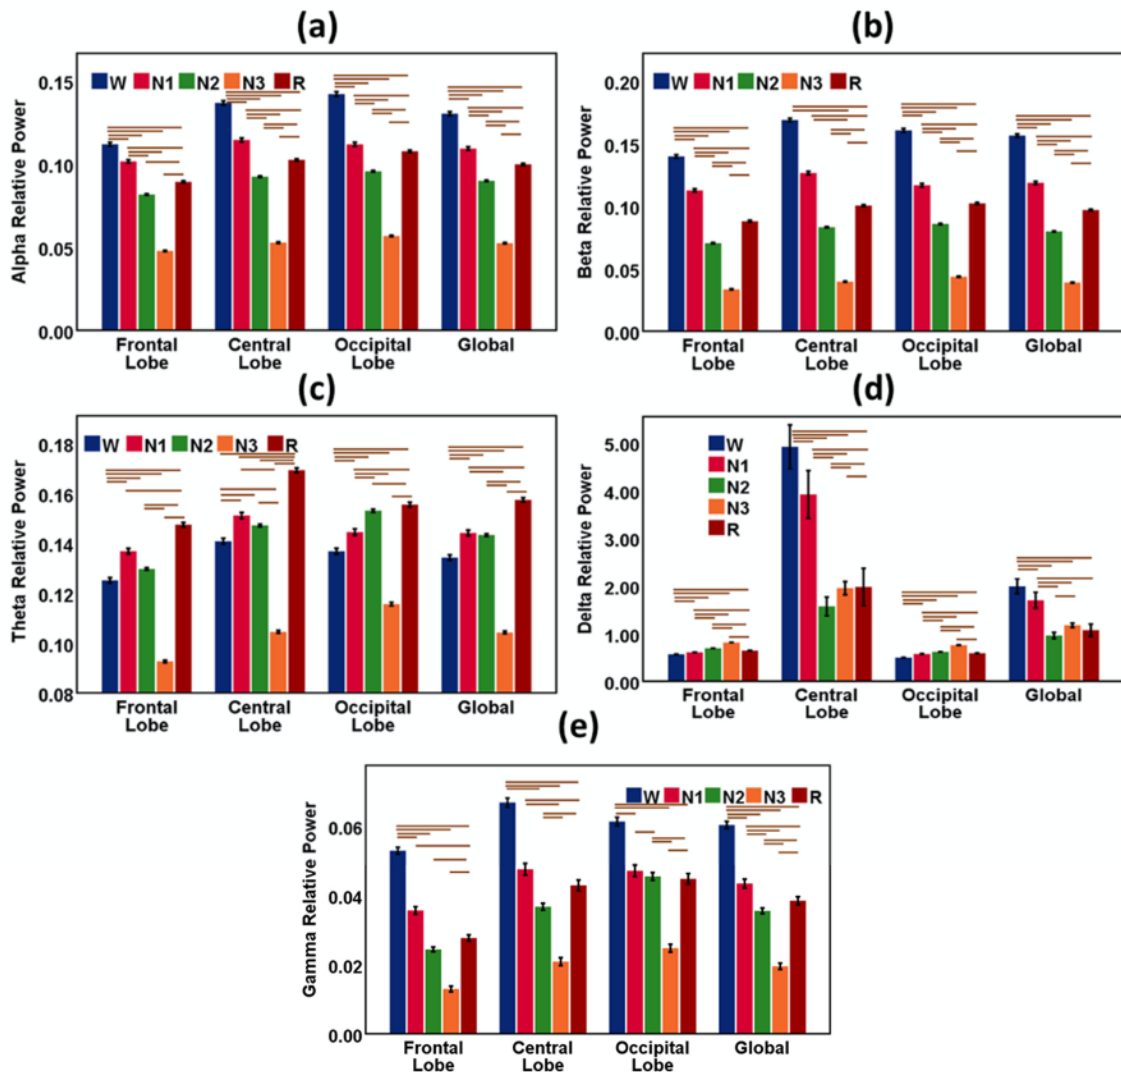 (a)
(b)
W N1 N2 N3 R
W N1 N2 N3 R
Alpha Relative Power
0.15
0.10
0.05
0.00
Frontal Lobe
Central Lobe
Occipital Lobe
Global
Beta Relative Power
0.20
0.15
0.10
0.05
0.00
Frontal Lobe
Central Lobe
Occipital Lobe
Global
(c)
(d)
Theta Relative Power
0.18
0.16
0.14
0.12
0.10
0.08
W N1 N2 N3 R
Frontal Lobe
Central Lobe
Occipital Lobe
Global
Delta Relative Power
5.00
4.00
3.00
2.00
1.00
0.00
W
N1
N2
N3
R
Frontal Lobe
Central Lobe
Occipital Lobe
Global
(e)
Gamma Relative Power
0.06
0.04
0.02
0.00
W N1 N2 N3 R
Frontal Lobe
Central Lobe
Occipital Lobe
Global